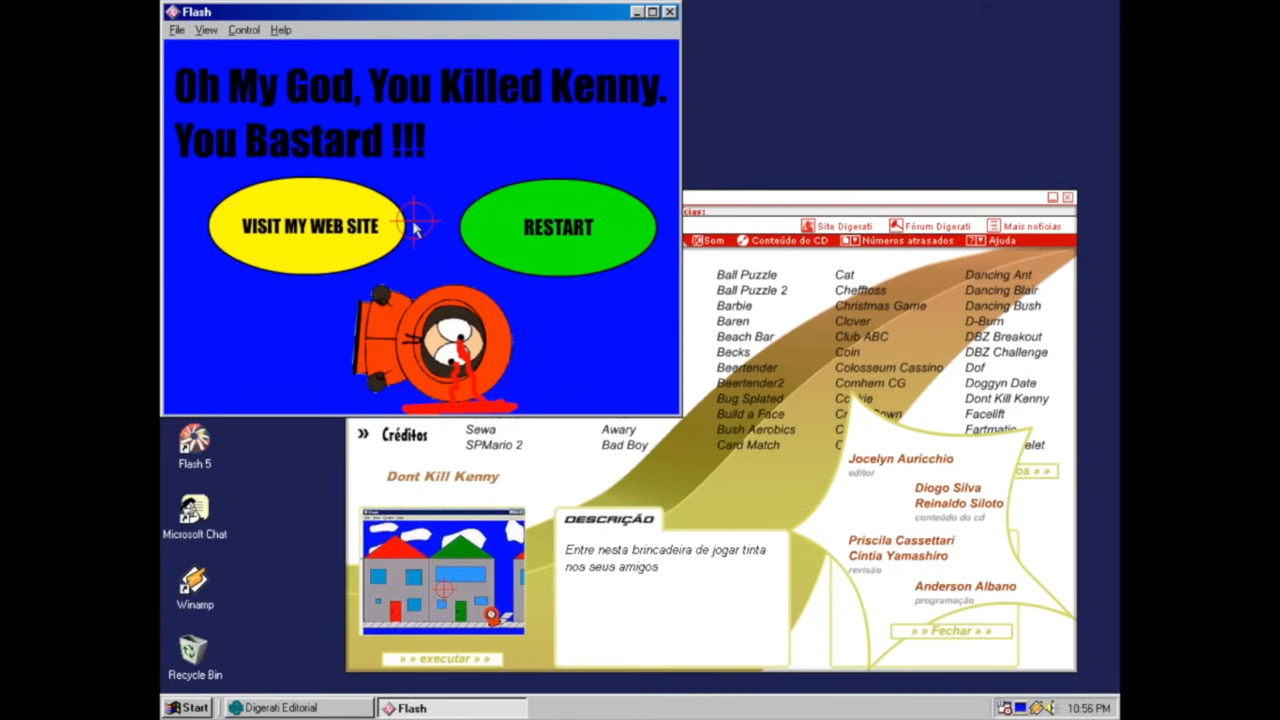 Flash
File View Control Help
Oh My God, You Killed Kenny.
You Bastard !!!
VISIT MY WEB SITE
RESTART
Site Digerati
Fórum Digerati
Mais notícias
Som
Conteúdo do CD
Números atrasados
Ajuda
Ball Puzzle
Ball Puzzle 2
Barbie
Baren
Beach Bar
Becks
Beertender
Beertender2
Bug Splated
Build a Face
Bush Aerobics
Card Match
Cat
Chefftoss
Christmas Game
Clover
Club ABC
Coin
Colosseum Cassino
Comhem CG
Dancing Ant
Dancing Blair
Dancing Bush
D-Burn
DBZ Breakout
DBZ Challenge
Dof
Doggyn Date
Dont Kill Kenny
Facelift
Fartmatic
Créditos
Sewa
SPMario 2
Awary
Bad Boy
Dont Kill Kenny
DESCRIÇÃO
Entre nesta brincadeira de jogar tinta
nos seus amigos
» » executar » »
Jocelyn Auricchio
editor
Diogo Silva
Reinaldo Siloto
conteúdo do cd
Priscila Cassettari
Cíntia Yamashiro
revisão
Anderson Albano
programação
» » Fechar » »
Flash 5
Microsoft Chat
Winamp
Recycle Bin
Start
Digerati Editorial
Flash
10:56 PM